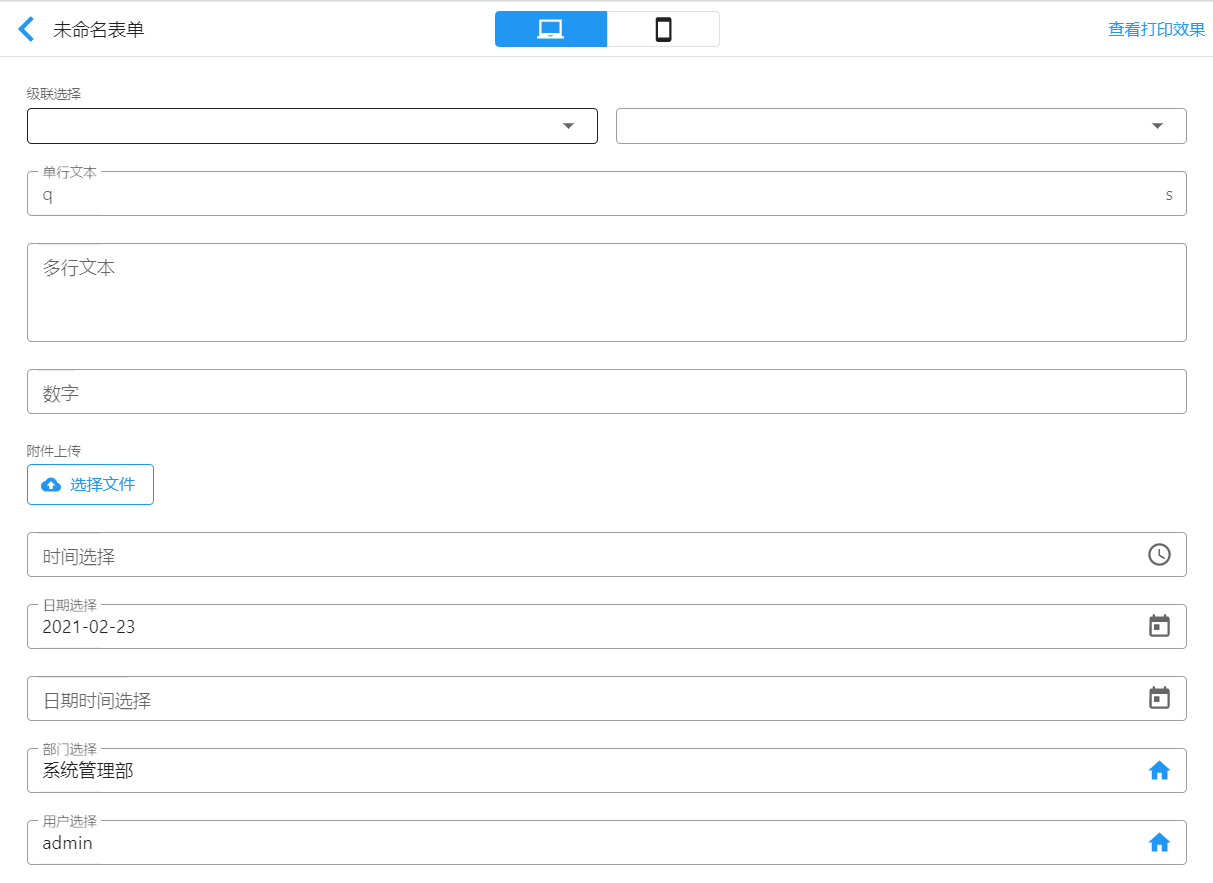 未命名表单
查看打印效果
级联选择
单行文本
q s
多行文本
数字
附件上传
选择文件
时间选择
日期选择
2021-02-23
日期时间选择
部门选择
系统管理部
用户选择
admin